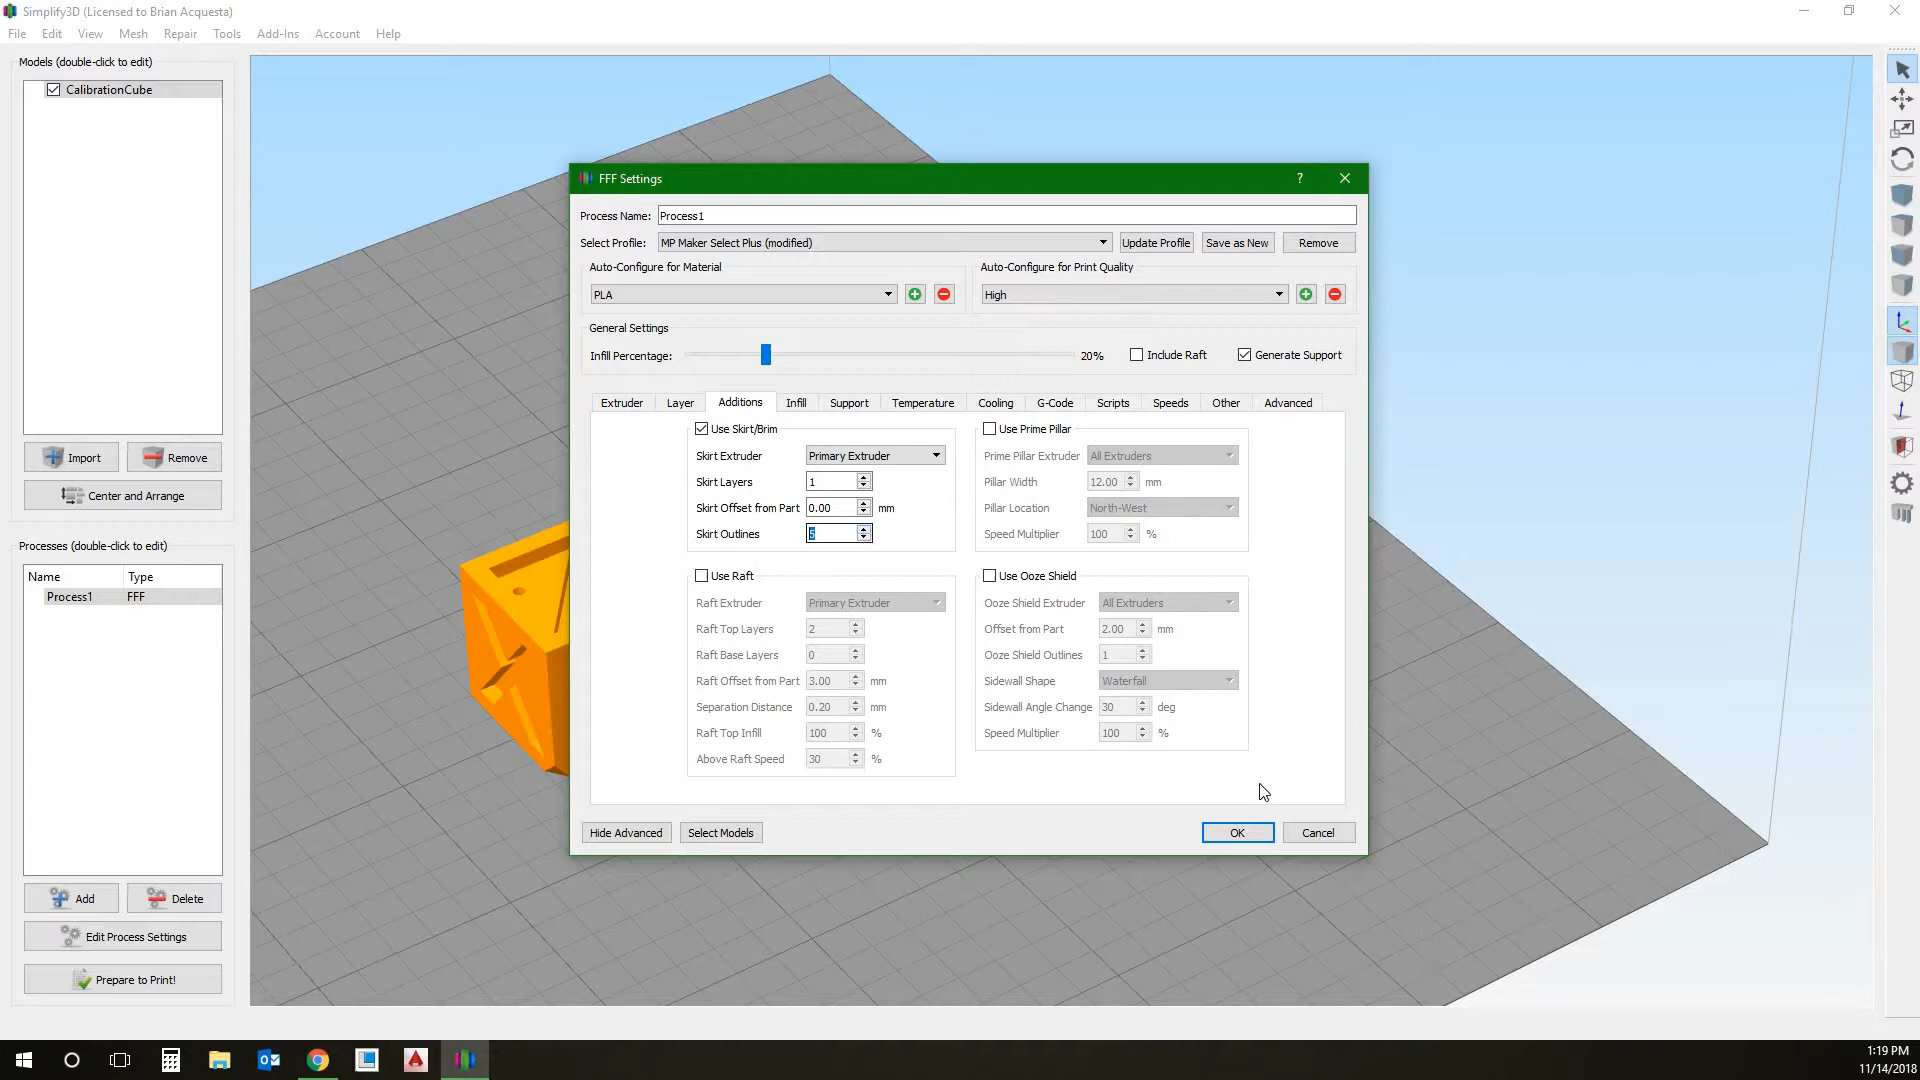 Simplify3D (Licensed to Brian Acquesta)
File Edit View Mesh Repair Tools Add-Ins Account Help
Models (double-click to edit)
CalibrationCube
Import Remove
Center and Arrange
Processes (double-click to edit)
Name Type
Process1 FFF
Add Delete
Edit Process Settings
Prepare to Print!
FFF Settings ?
Process Name: Process1
Select Profile: MP Maker Select Plus (modified) Update Profile Save as New Remove
Auto-Configure for Material Auto-Configure for Print Quality
PLA High
General Settings
Infill Percentage: 20% Include Raft Generate Support
Extruder Layer Additions Infill Support Temperature Cooling G-Code Scripts Speeds Other Advanced
Use Skirt/Brim
Skirt Extruder Primary Extruder
Skirt Layers 1
Skirt Offset from Part 0.00 mm
Skirt Outlines 5
Use Raft
Raft Extruder Primary Extruder
Raft Top Layers 2
Raft Base Layers 0
Raft Offset from Part 3.00 mm
Separation Distance 0.20 mm
Raft Top Infill 100 %
Above Raft Speed 30 %
Use Prime Pillar
Prime Pillar Extruder All Extruders
Pillar Width 12.00 mm
Pillar Location North-West
Speed Multiplier 100 %
Use Ooze Shield
Ooze Shield Extruder All Extruders
Offset from Part 2.00 mm
Ooze Shield Outlines 1
Sidewall Shape Waterfall
Sidewall Angle Change 30 deg
Speed Multiplier 100 %
Hide Advanced Select Models OK Cancel
1:19 PM
11/14/2018